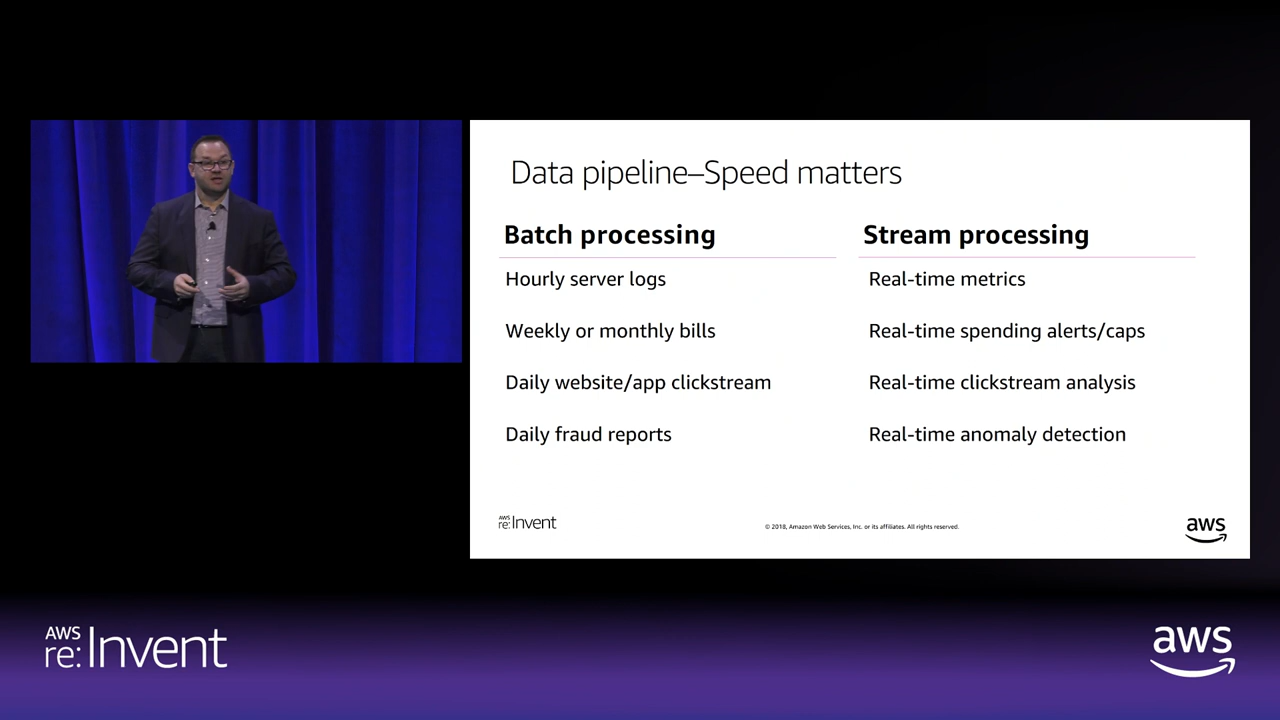 Data pipeline–Speed matters
Batch processing
Hourly server logs
Weekly or monthly bills
Daily website/app clickstream
Daily fraud reports
Stream processing
Real-time metrics
Real-time spending alerts/caps
Real-time clickstream analysis
Real-time anomaly detection
AWS
re:Invent
© 2018, Amazon Web Services, Inc. or its affiliates. All rights reserved.
aws
AWS
re:Invent
aws